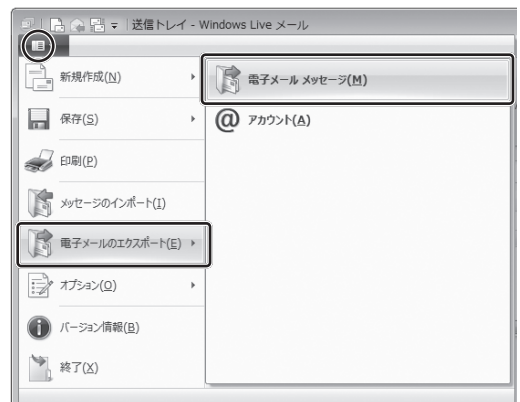 送信トレイ - Windows Live メール
新規作成(N)
保存(S)
印刷(P)
メッセージのインポート(I)
電子メールのエクスポート(E)
オプション(O)
バージョン情報(B)
終了(X)
電子メール メッセージ(M)
アカウント(A)